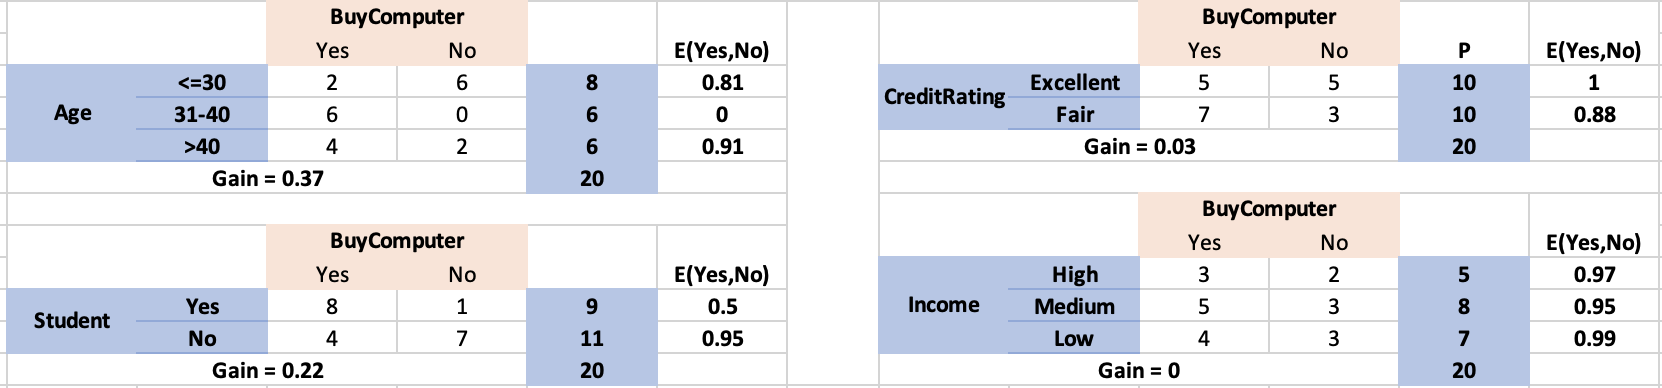 BuyComputer
Yes No E(Yes,No)
Age <=30 2 6 8 0.81
31-40 6 0 6 0
>40 4 2 6 0.91
Gain = 0.37 20
BuyComputer
Yes No E(Yes,No)
Student Yes 8 1 9 0.5
No 4 7 11 0.95
Gain = 0.22 20
BuyComputer
Yes No P E(Yes,No)
CreditRating Excellent 5 5 10 1
Fair 7 3 10 0.88
Gain = 0.03 20
BuyComputer
Yes No E(Yes,No)
Income High 3 2 5 0.97
Medium 5 3 8 0.95
Low 4 3 7 0.99
Gain = 0 20